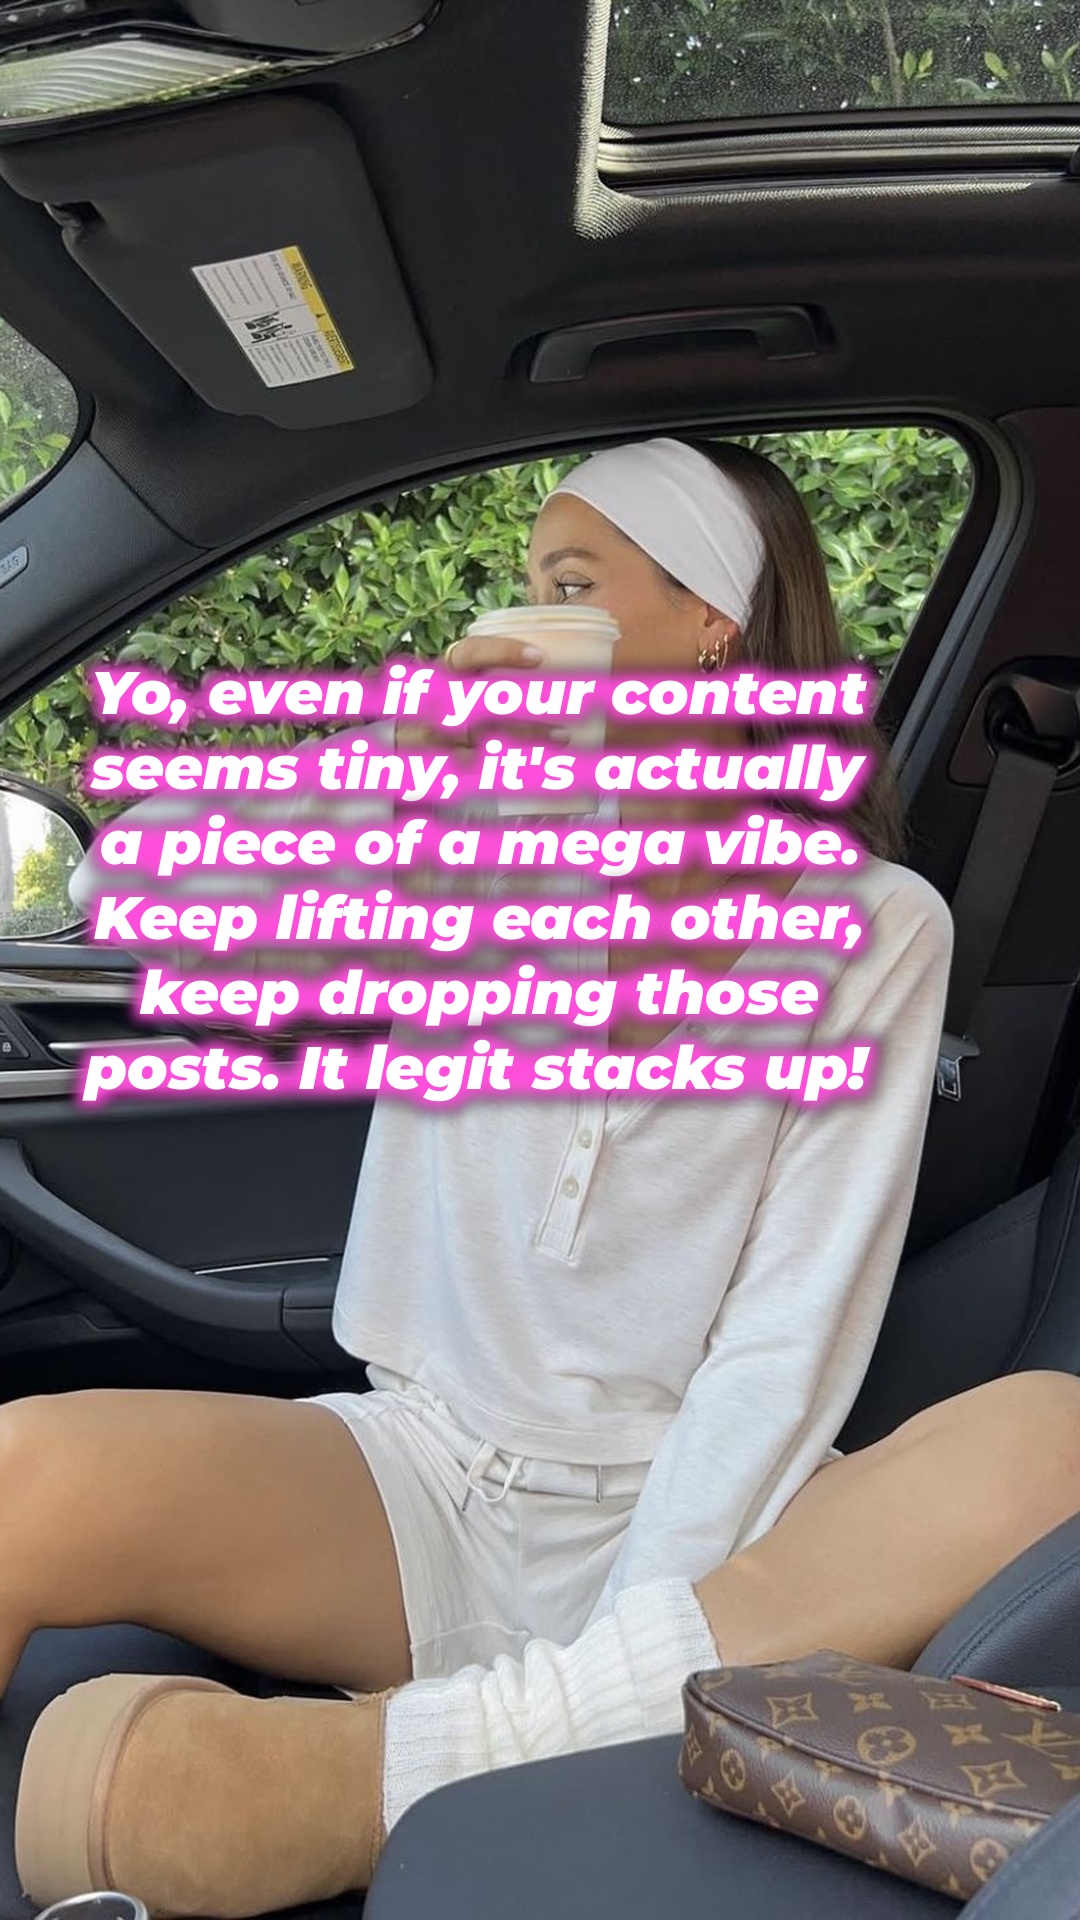 Yo, even if your content
seems tiny, it's actually
a piece of a mega vibe.
Keep lifting each other,
keep dropping those
posts. It legit stacks up!